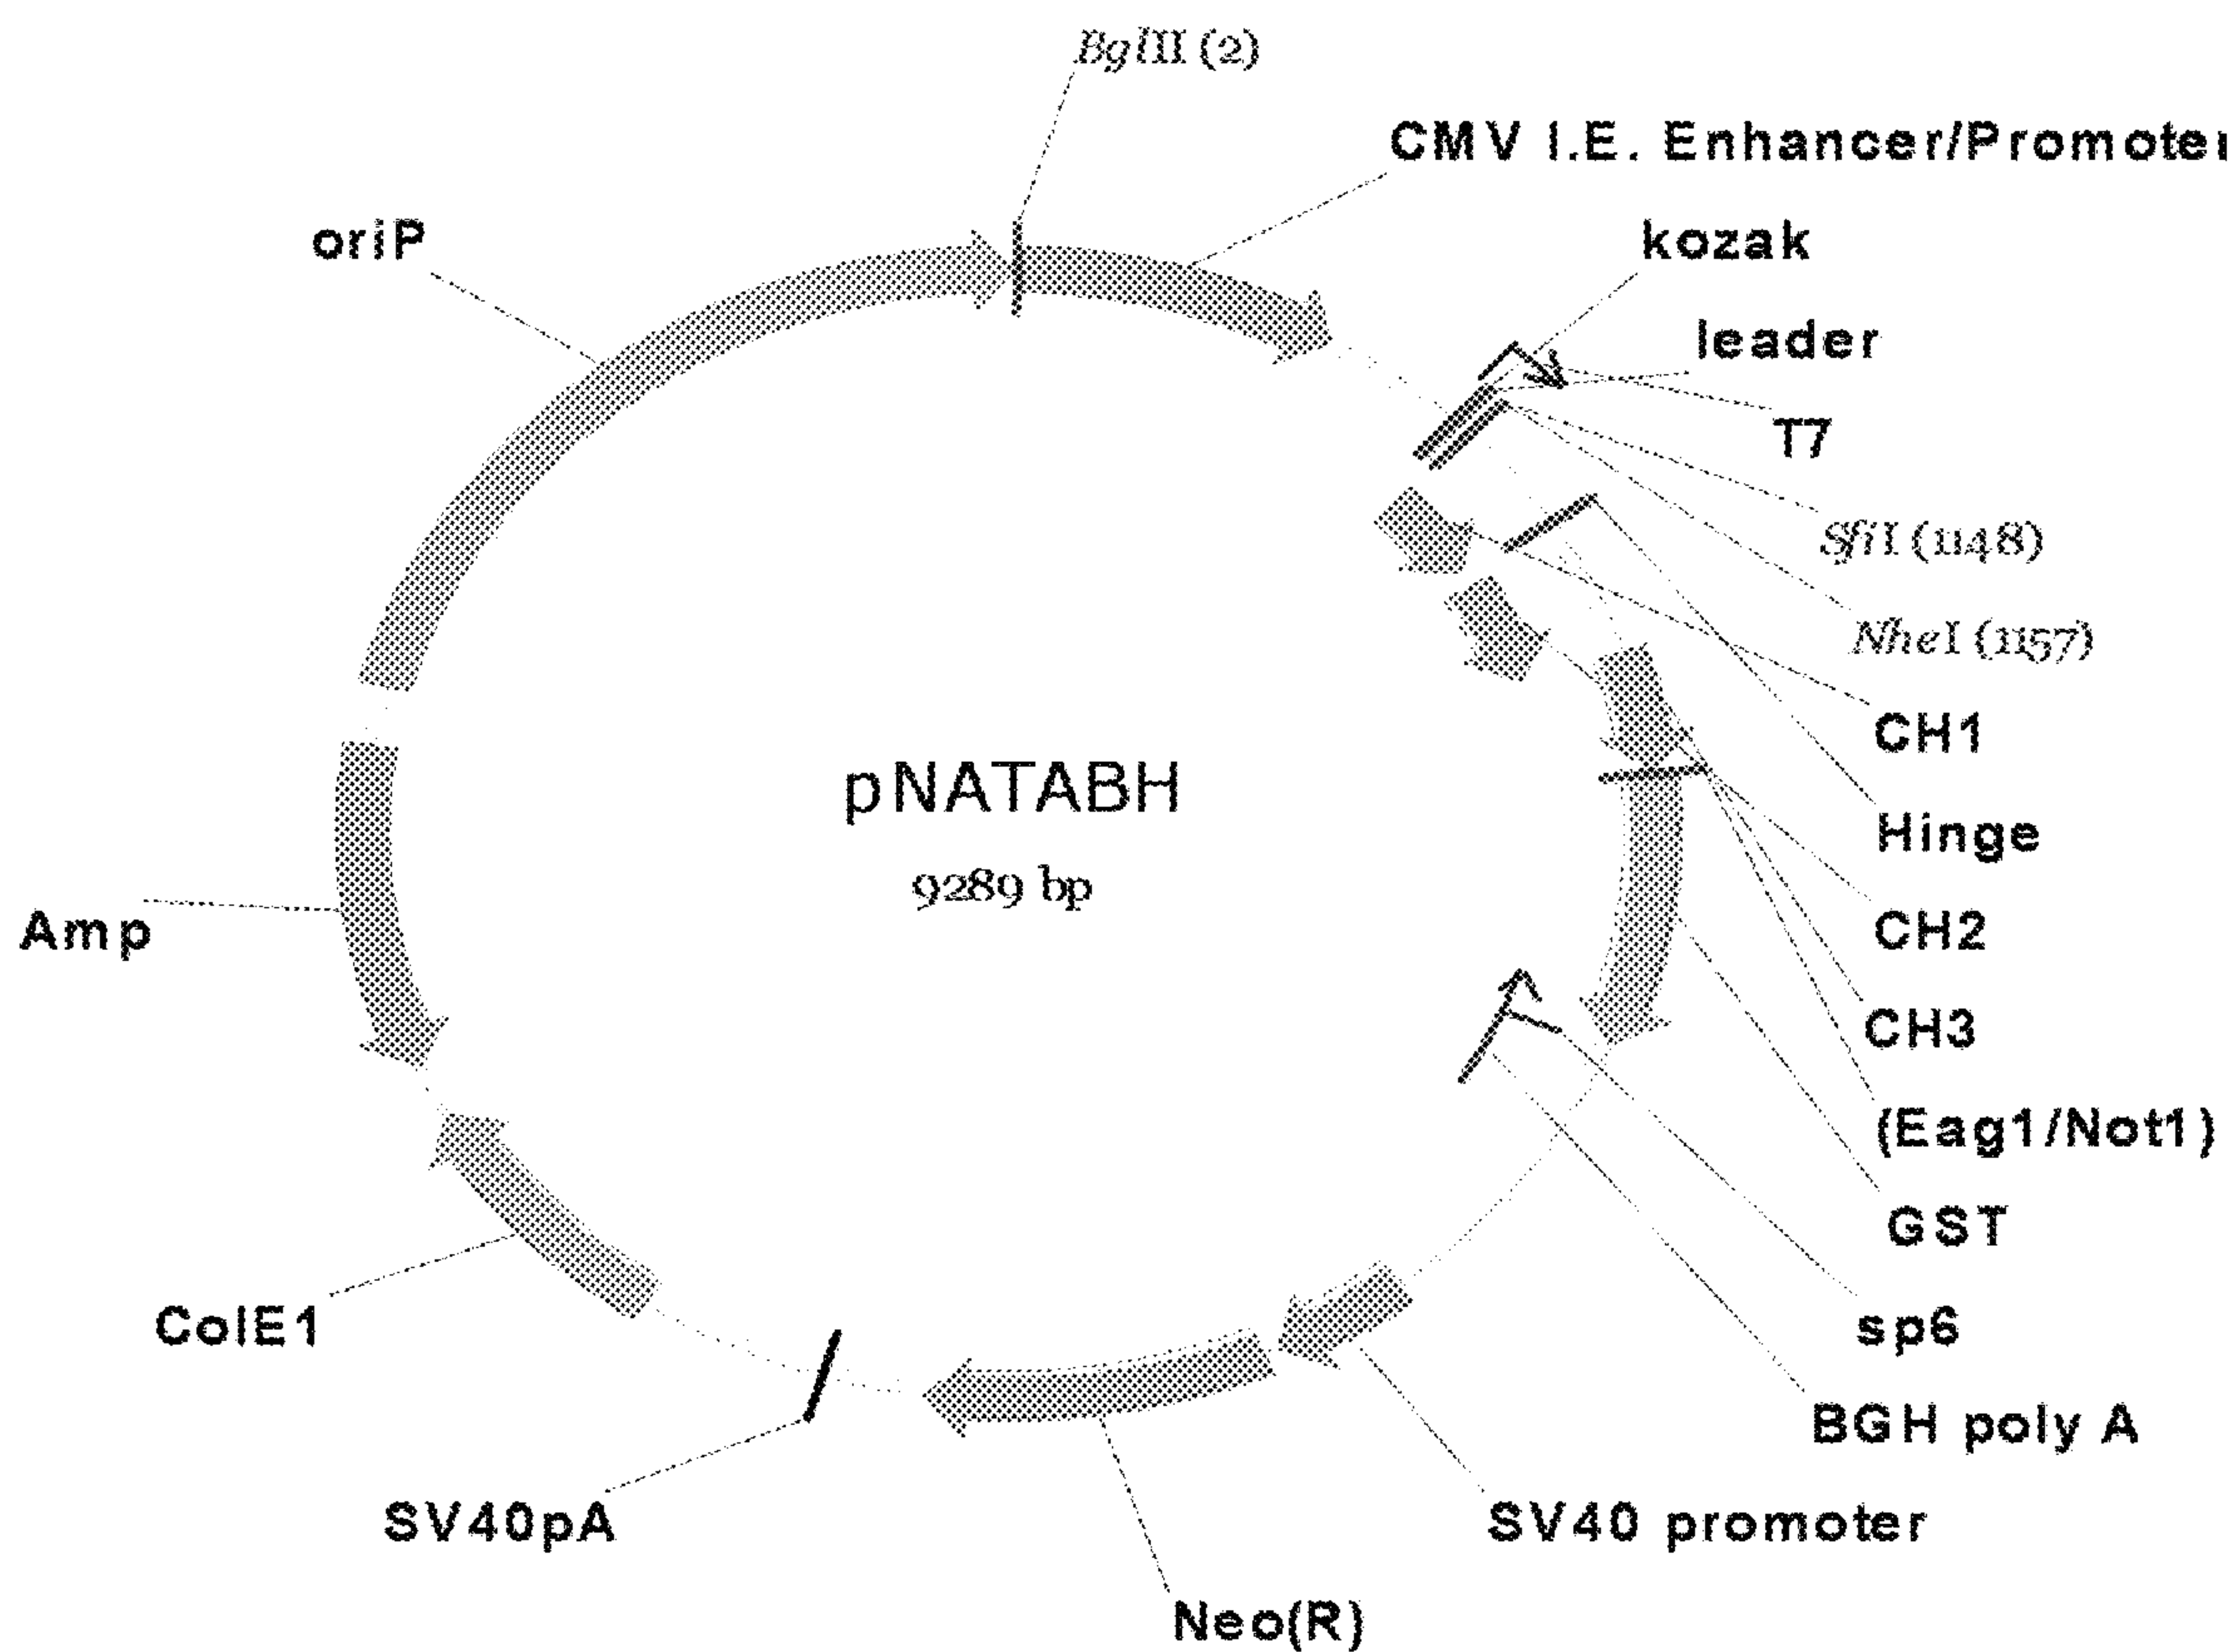 BglII (2)
CMV I.E. Enhancer/Promoter
oriP
kozak
leader
T7
SfiI (1148)
NheI (1157)
CH1
pNATABH
Hinge
9289 bp
Amp
CH2
CH3
(Eag1/Not1)
GST
ColE1
sp6
BGH poly A
SV40pA
SV40 promoter
Neo(R)